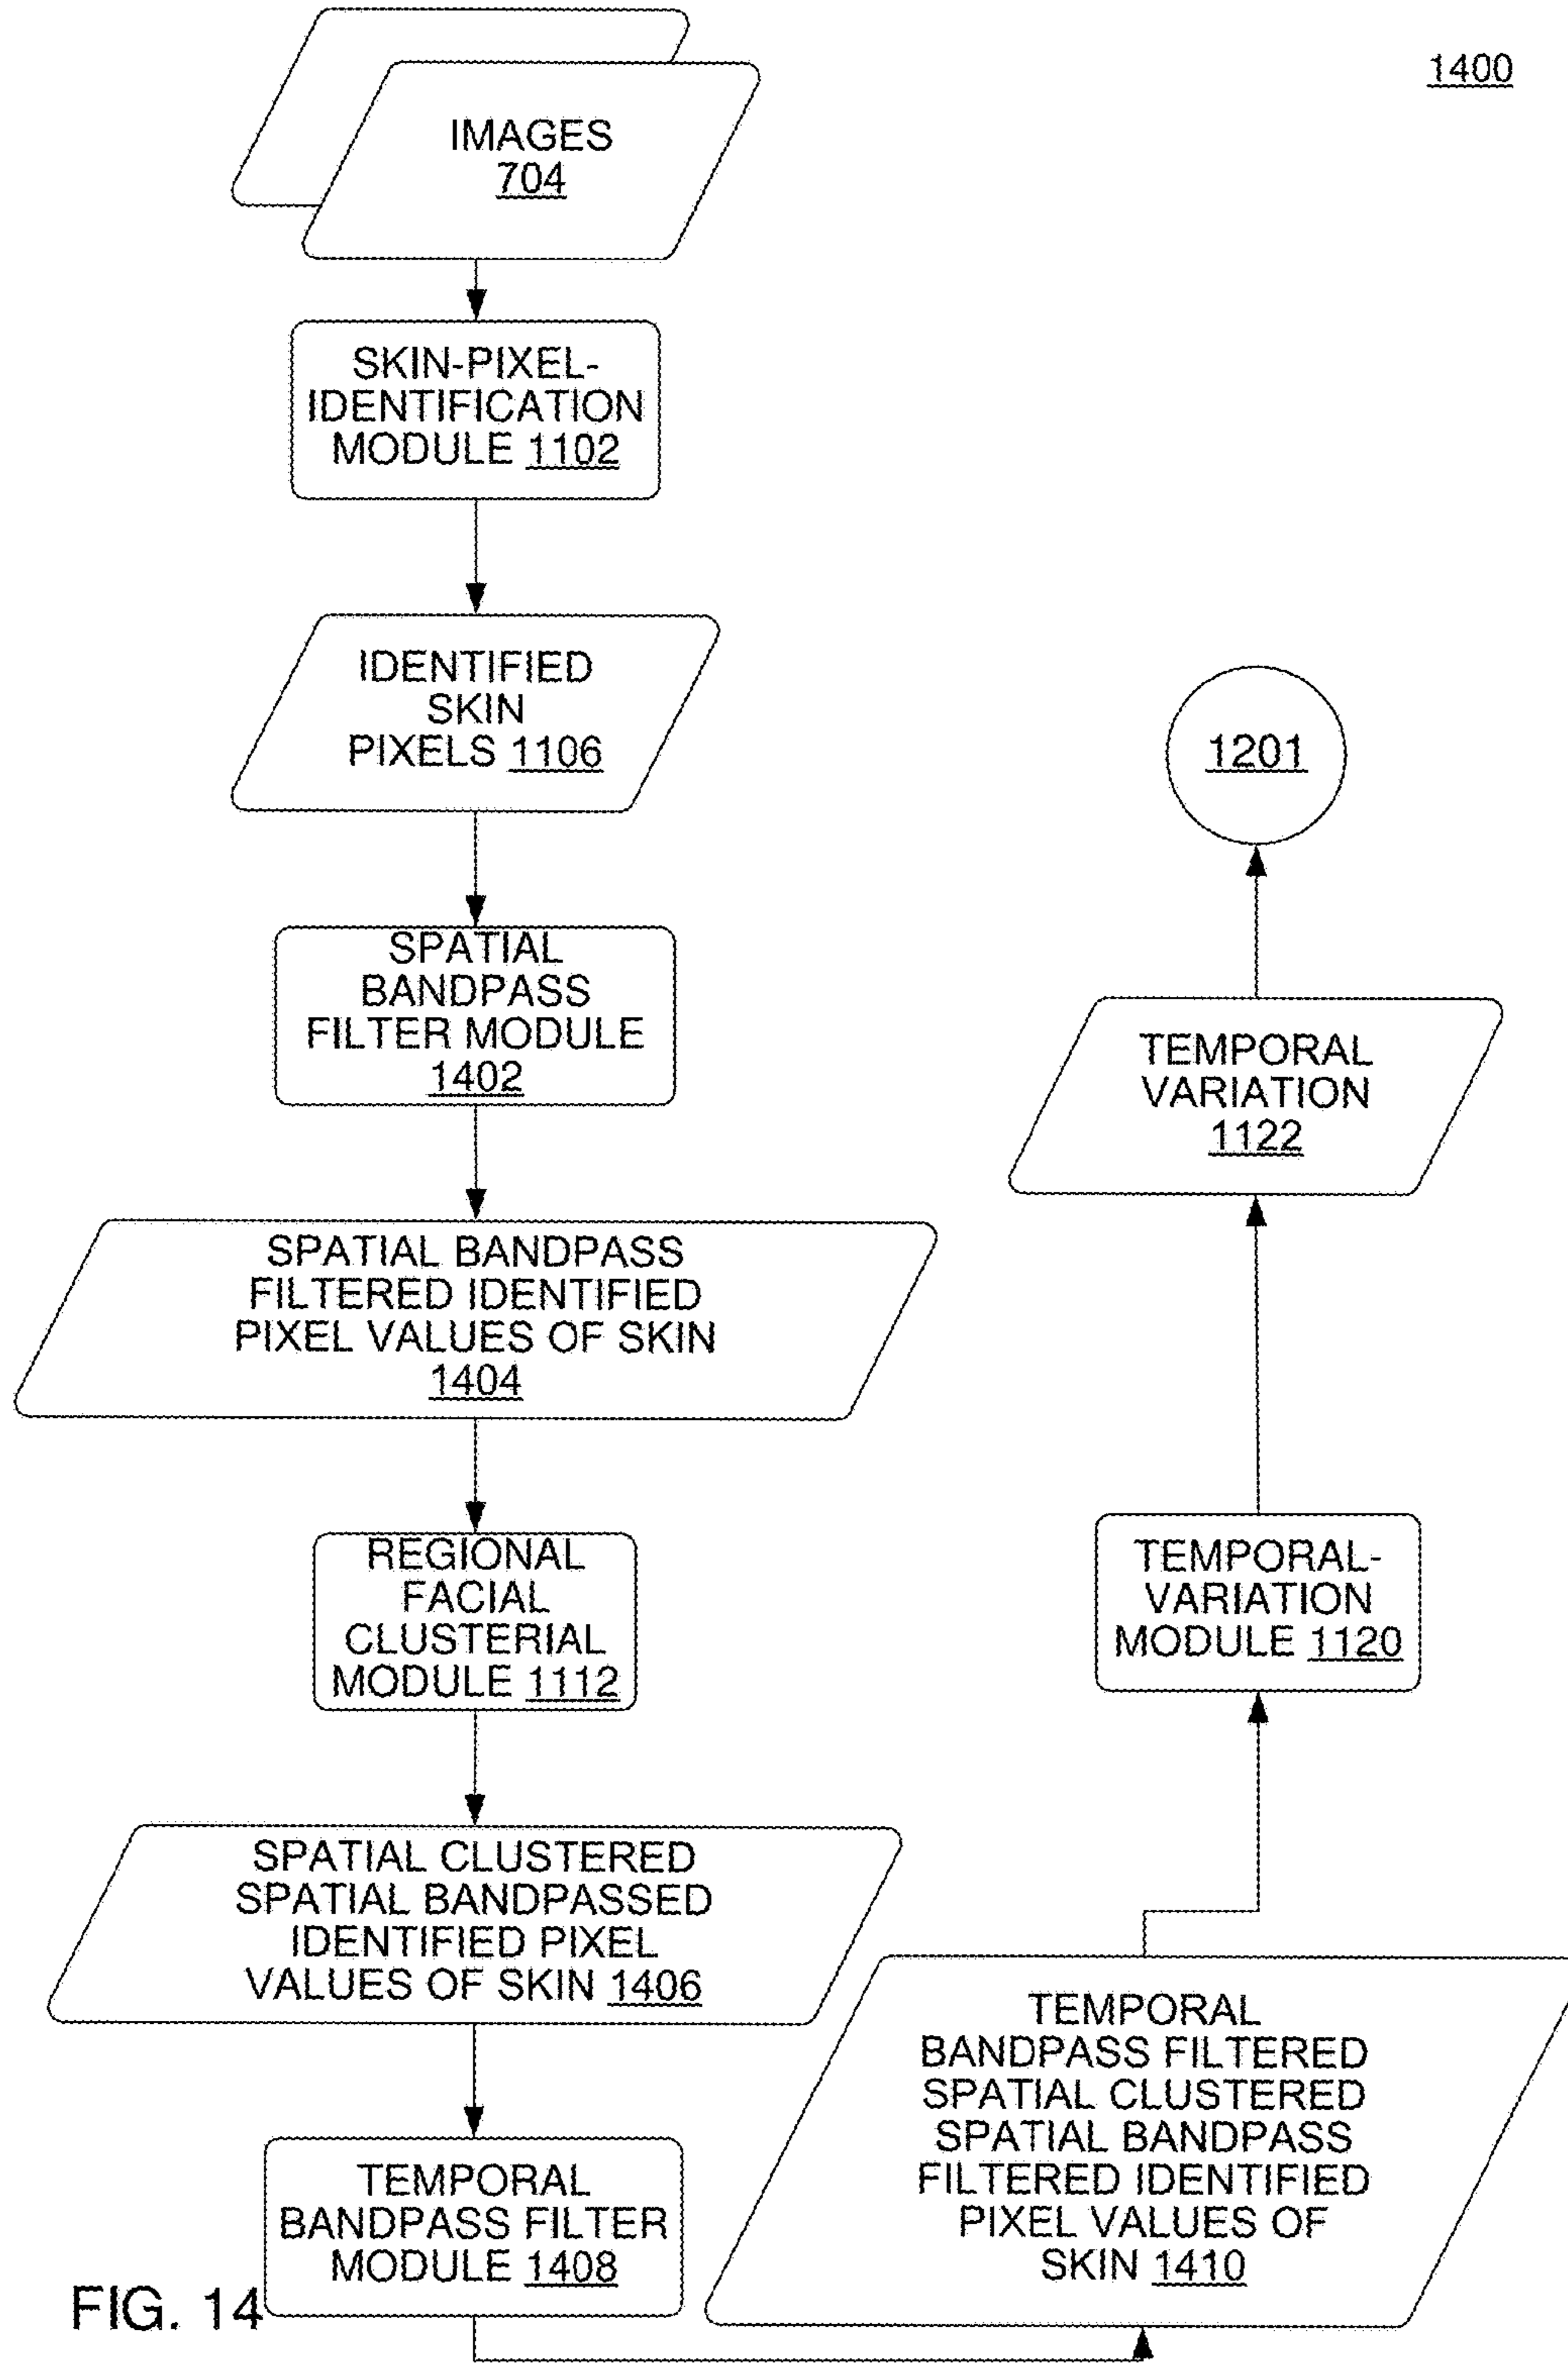 1400
IMAGES
704
SKIN-PIXEL-
IDENTIFICATION
MODULE 1102
IDENTIFIED
SKIN
PIXELS 1106
SPATIAL
BANDPASS
FILTER MODULE
1402
SPATIAL BANDPASS
FILTERED IDENTIFIED
PIXEL VALUES OF SKIN
1404
REGIONAL
FACIAL
CLUSTERIAL
MODULE 1112
SPATIAL CLUSTERED
SPATIAL BANDPASSED
IDENTIFIED PIXEL
VALUES OF SKIN 1406
TEMPORAL
BANDPASS FILTER
MODULE 1408
TEMPORAL
BANDPASS FILTERED
SPATIAL CLUSTERED
SPATIAL BANDPASS
FILTERED IDENTIFIED
PIXEL VALUES OF
SKIN 1410
TEMPORAL-
VARIATION
MODULE 1120
TEMPORAL
VARIATION
1122
1201
FIG. 14